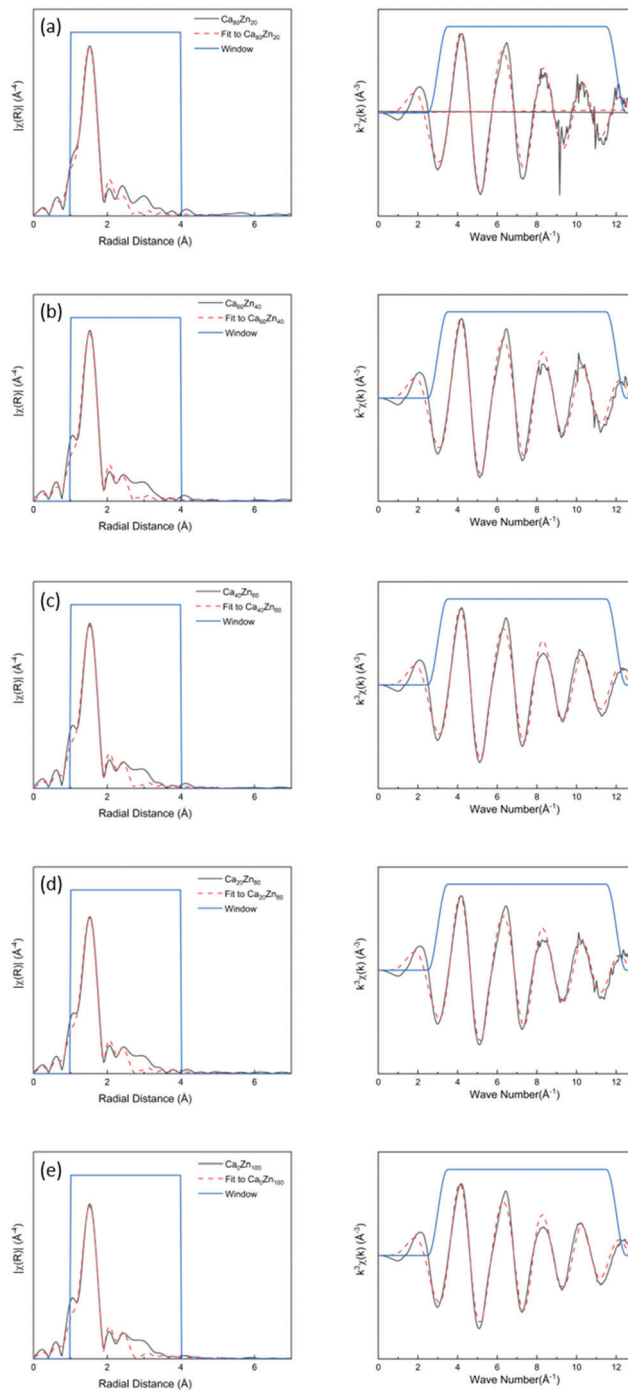 (a)
Ca₈₀Zn₂₀
Fit to Ca₈₀Zn₂₀
Window
|χ(R)| (Å⁻⁴)
0 2 4 6
Radial Distance (Å)
k³χ(k) (Å⁻³)
0 2 4 6 8 10 12
Wave Number(Å⁻¹)
(b)
Ca₆₀Zn₄₀
Fit to Ca₆₀Zn₄₀
Window
|χ(R)| (Å⁻⁴)
0 2 4 6
Radial Distance (Å)
k³χ(k) (Å⁻³)
0 2 4 6 8 10 12
Wave Number(Å⁻¹)
(c)
Ca₄₀Zn₆₀
Fit to Ca₄₀Zn₆₀
Window
|χ(R)| (Å⁻⁴)
0 2 4 6
Radial Distance (Å)
k³χ(k) (Å⁻³)
0 2 4 6 8 10 12
Wave Number(Å⁻¹)
(d)
Ca₂₀Zn₈₀
Fit to Ca₂₀Zn₈₀
Window
|χ(R)| (Å⁻⁴)
0 2 4 6
Radial Distance (Å)
k³χ(k) (Å⁻³)
0 2 4 6 8 10 12
Wave Number(Å⁻¹)
(e)
Ca₀Zn₁₀₀
Fit to Ca₀Zn₁₀₀
Window
|χ(R)| (Å⁻⁴)
0 2 4 6
Radial Distance (Å)
k³χ(k) (Å⁻³)
0 2 4 6 8 10 12
Wave Number(Å⁻¹)